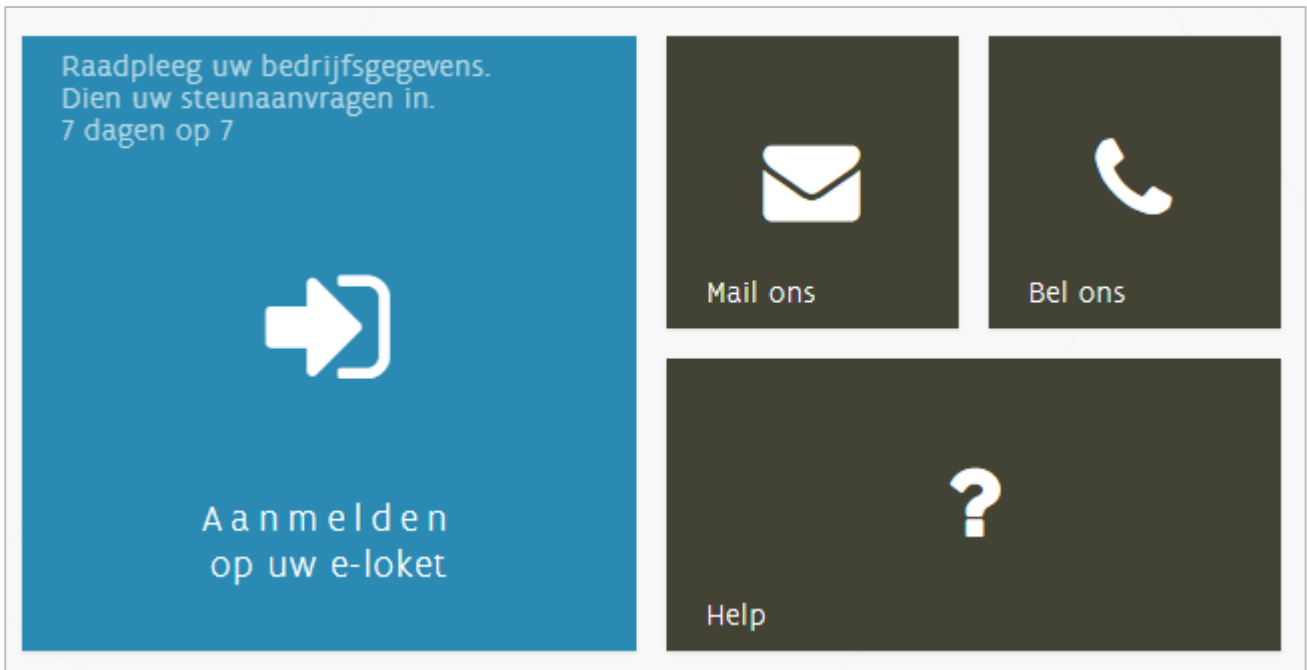 Raadpleeg uw bedrijfsgegevens.
Dien uw steunaanvragen in.
7 dagen op 7
Aanmelden
op uw e-loket
Mail ons
Bel ons
Help